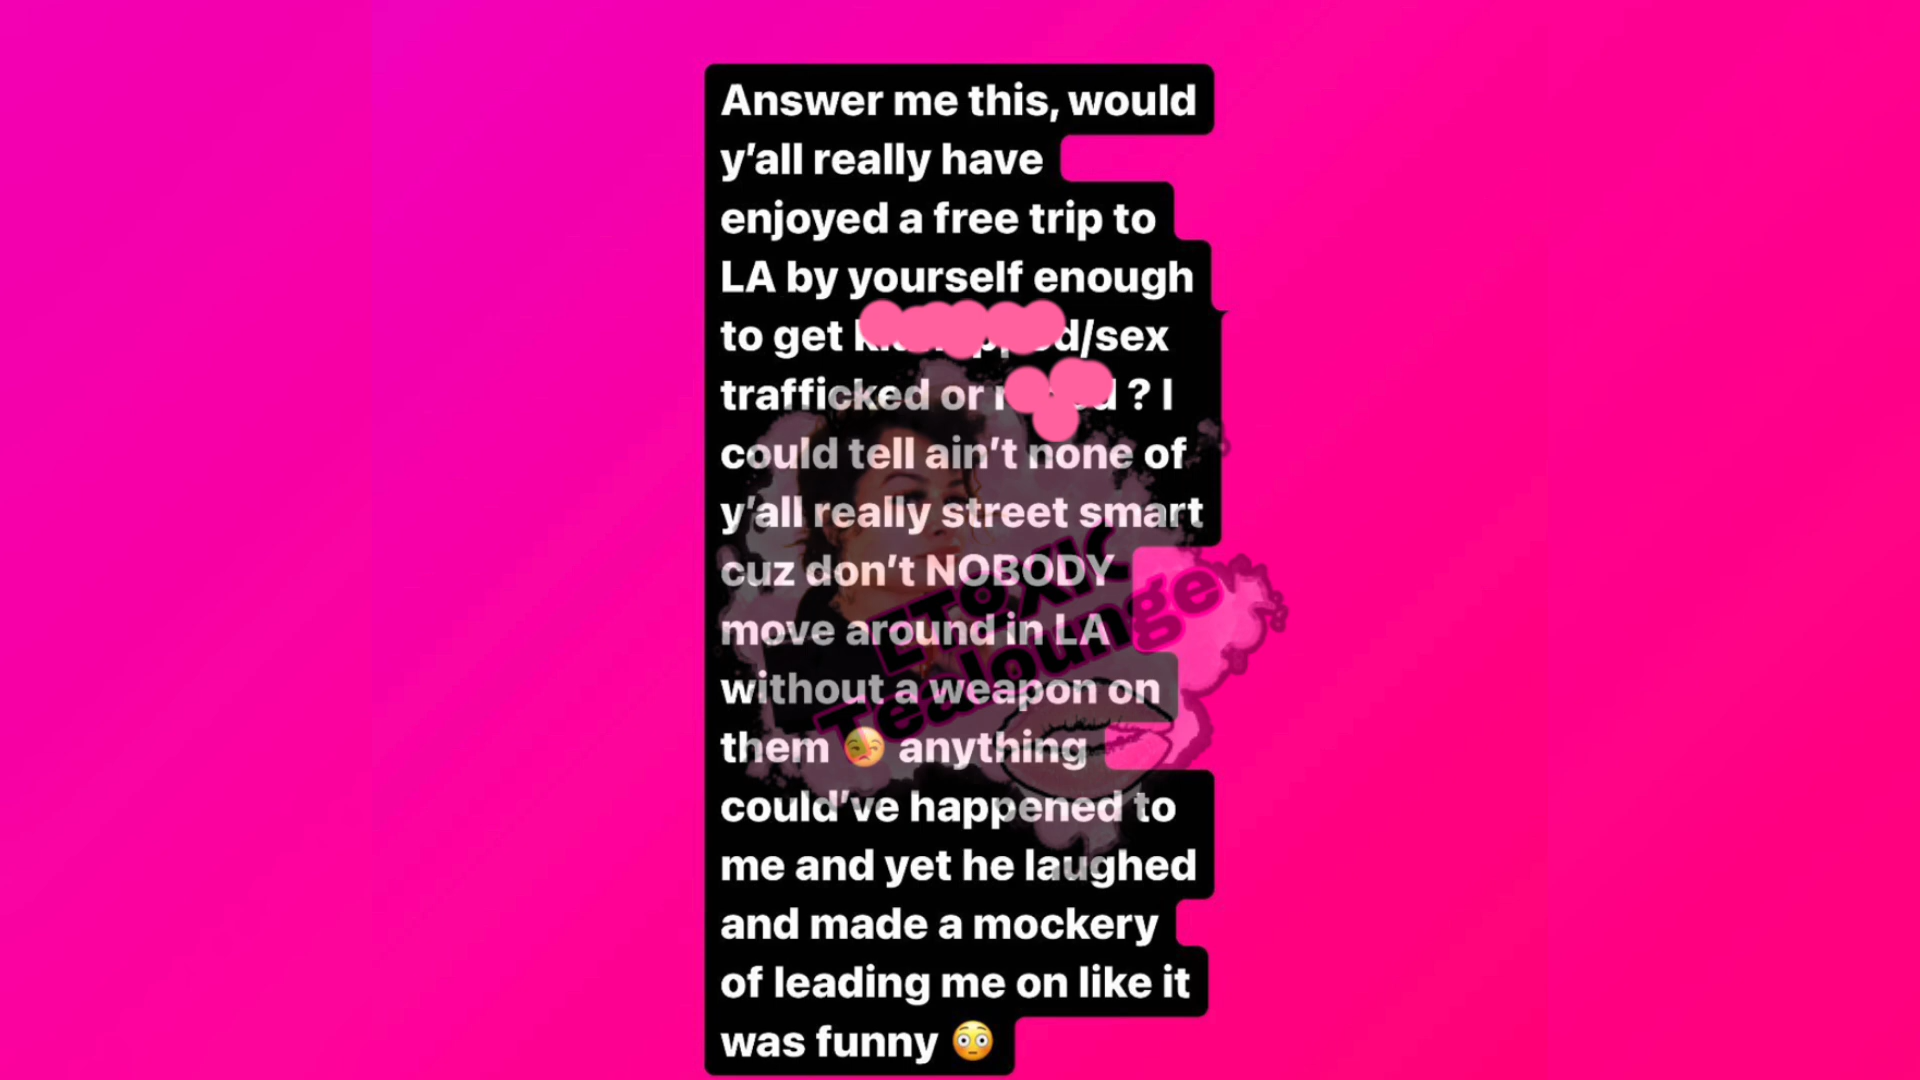 Answer me this, would
y'all really have
enjoyed a free trip to
LA by yourself enough
to get /sex
trafficked or ? I
could tell ain't none of
y'all really street smart
cuz don't NOBODY
move around in LA
without a weapon on
them 😒 anything
could've happened to
me and yet he laughed
and made a mockery
of leading me on like it
was funny 😳
EToxic
Tealounge